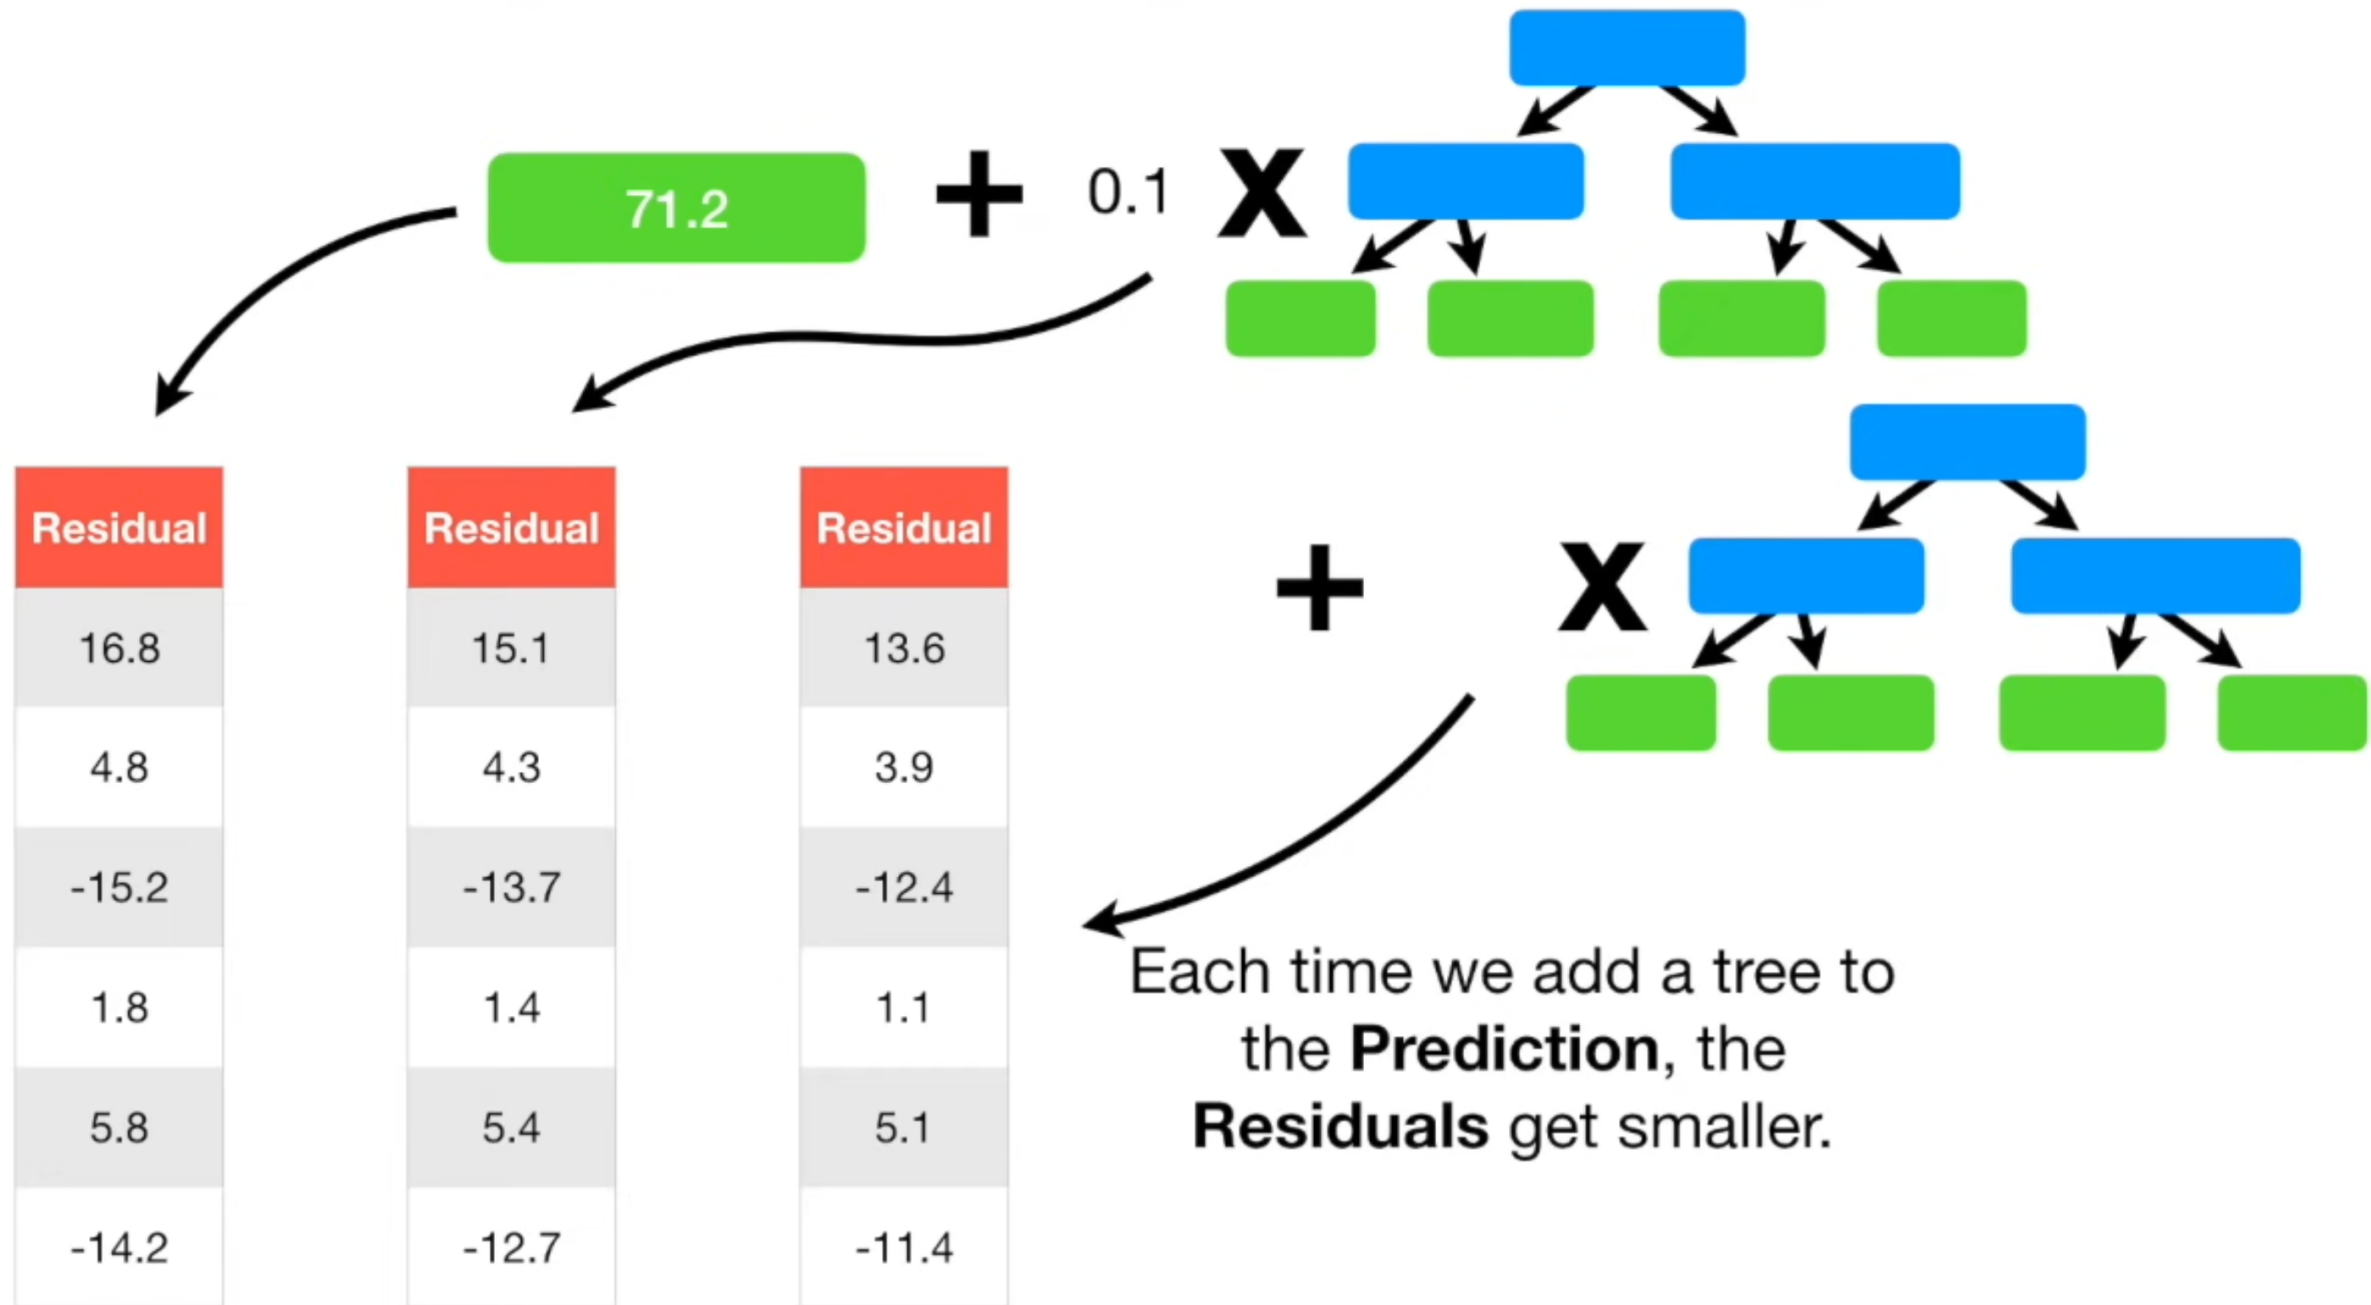 71.2 + 0.1 X
Residual Residual Residual
16.8 15.1 13.6
4.8 4.3 3.9
-15.2 -13.7 -12.4
1.8 1.4 1.1
5.8 5.4 5.1
-14.2 -12.7 -11.4
+ X
Each time we add a tree to
the Prediction, the
Residuals get smaller.